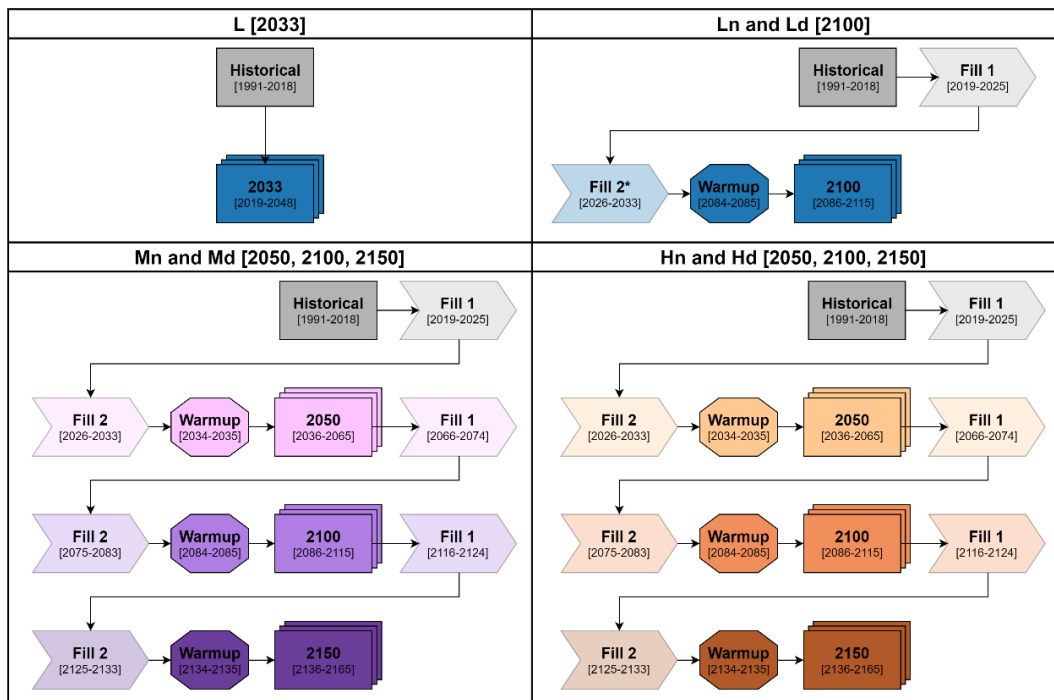 L [2033]
Historical
[1991-2018]
2033
[2019-2048]
Ln and Ld [2100]
Historical
[1991-2018]
Fill 1
[2019-2025]
Fill 2*
[2026-2033]
Warmup
[2084-2085]
2100
[2086-2115]
Mn and Md [2050, 2100, 2150]
Historical
[1991-2018]
Fill 1
[2019-2025]
Fill 2
[2026-2033]
Warmup
[2034-2035]
2050
[2036-2065]
Fill 1
[2066-2074]
Fill 2
[2075-2083]
Warmup
[2084-2085]
2100
[2086-2115]
Fill 1
[2116-2124]
Fill 2
[2125-2133]
Warmup
[2134-2135]
2150
[2136-2165]
Hn and Hd [2050, 2100, 2150]
Historical
[1991-2018]
Fill 1
[2019-2025]
Fill 2
[2026-2033]
Warmup
[2034-2035]
2050
[2036-2065]
Fill 1
[2066-2074]
Fill 2
[2075-2083]
Warmup
[2084-2085]
2100
[2086-2115]
Fill 1
[2116-2124]
Fill 2
[2125-2133]
Warmup
[2134-2135]
2150
[2136-2165]